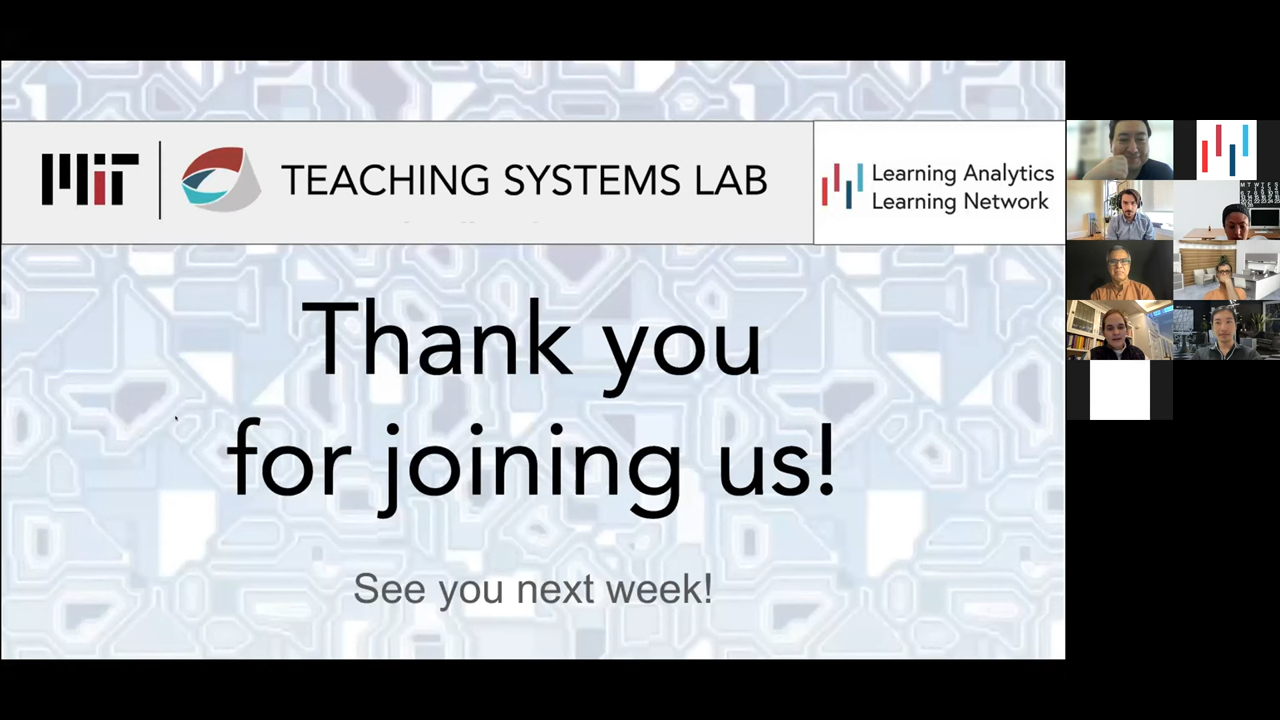 MIT
TEACHING SYSTEMS LAB
Learning Analytics
Learning Network
Thank you
for joining us!
See you next week!